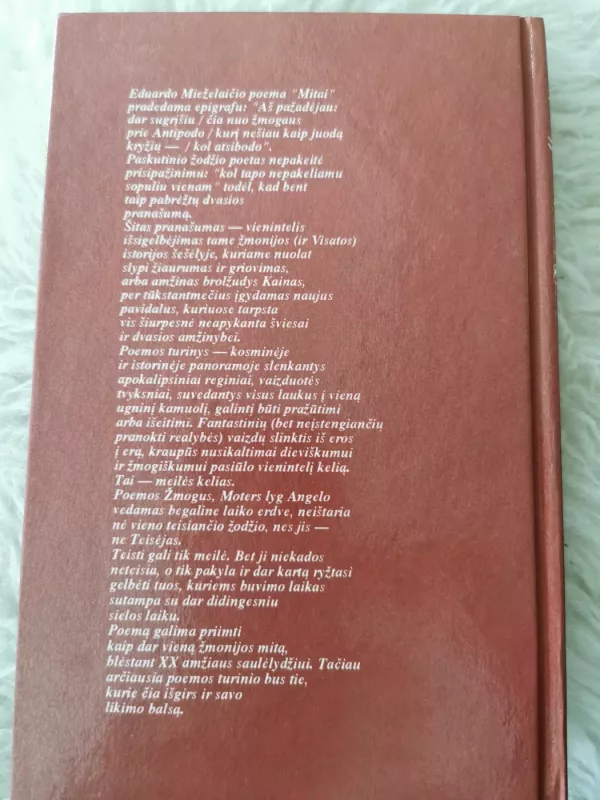 Eduardo Mieželaičio poema "Mitai"
pradedama epigrafu: "Aš pažadėjau:
dar sugrįšiu / čia nuo žmogaus
prie Antipodo / kurį nešiau kaip juodą
kryžių — / kol atsibodo".
Paskutinio žodžio poetas nepakeitė
prisipažinimu: "kol tapo nepakeliamu
sopuliu vienam" todėl, kad bent
taip pabrėžtų dvasios
pranašumą.
Šitas pranašumas — vienintelis
išsigelbėjimas tame žmonijos (ir Visatos)
istorijos šešėlyje, kuriame nuolat
slypi žiaurumas ir griovimas,
arba amžinas brolžudys Kainas,
per tūkstantmečius įgydamas naujus
pavidalus, kuriuose tarpsta
vis šiurpesnė neapykanta šviesai
ir dvasios amžinybei.
Poemos turinys — kosminėje
ir istorinėje panoramoje slenkantys
apokalipsiniai reginiai, vaizduotės
tvyksniai, suvedantys visus laukus į vieną
ugninį kamuolį, galintį būti pražūtimi
arba išeitimi. Fantastinių (bet neįstengiančių
pranokti realybės) vaizdų slinktis iš eros
į erą, kraupūs nusikaltimai dieviškumui
ir žmogiškumui pasiūlo vienintelį kelią.
Tai — meilės kelias.
Poemos Žmogus, Moters lyg Angelo
vedamas begaline laiko erdve, neištaria
nė vieno teisiančio žodžio, nes jis —
ne Teisėjas.
Teisti gali tik meilė. Bet ji niekados
neteisia, o tik pakyla ir dar kartą ryžtasi
gelbėti tuos, kuriems buvimo laikas
sutampa su dar didingesniu
sielos laiku.
Poemą galima priimti
kaip dar vieną žmonijos mitą,
blėstant XX amžiaus saulėlydžiui. Tačiau
arčiausia poemos turinio bus tie,
kurie čia išgirs ir savo
likimo balsą.